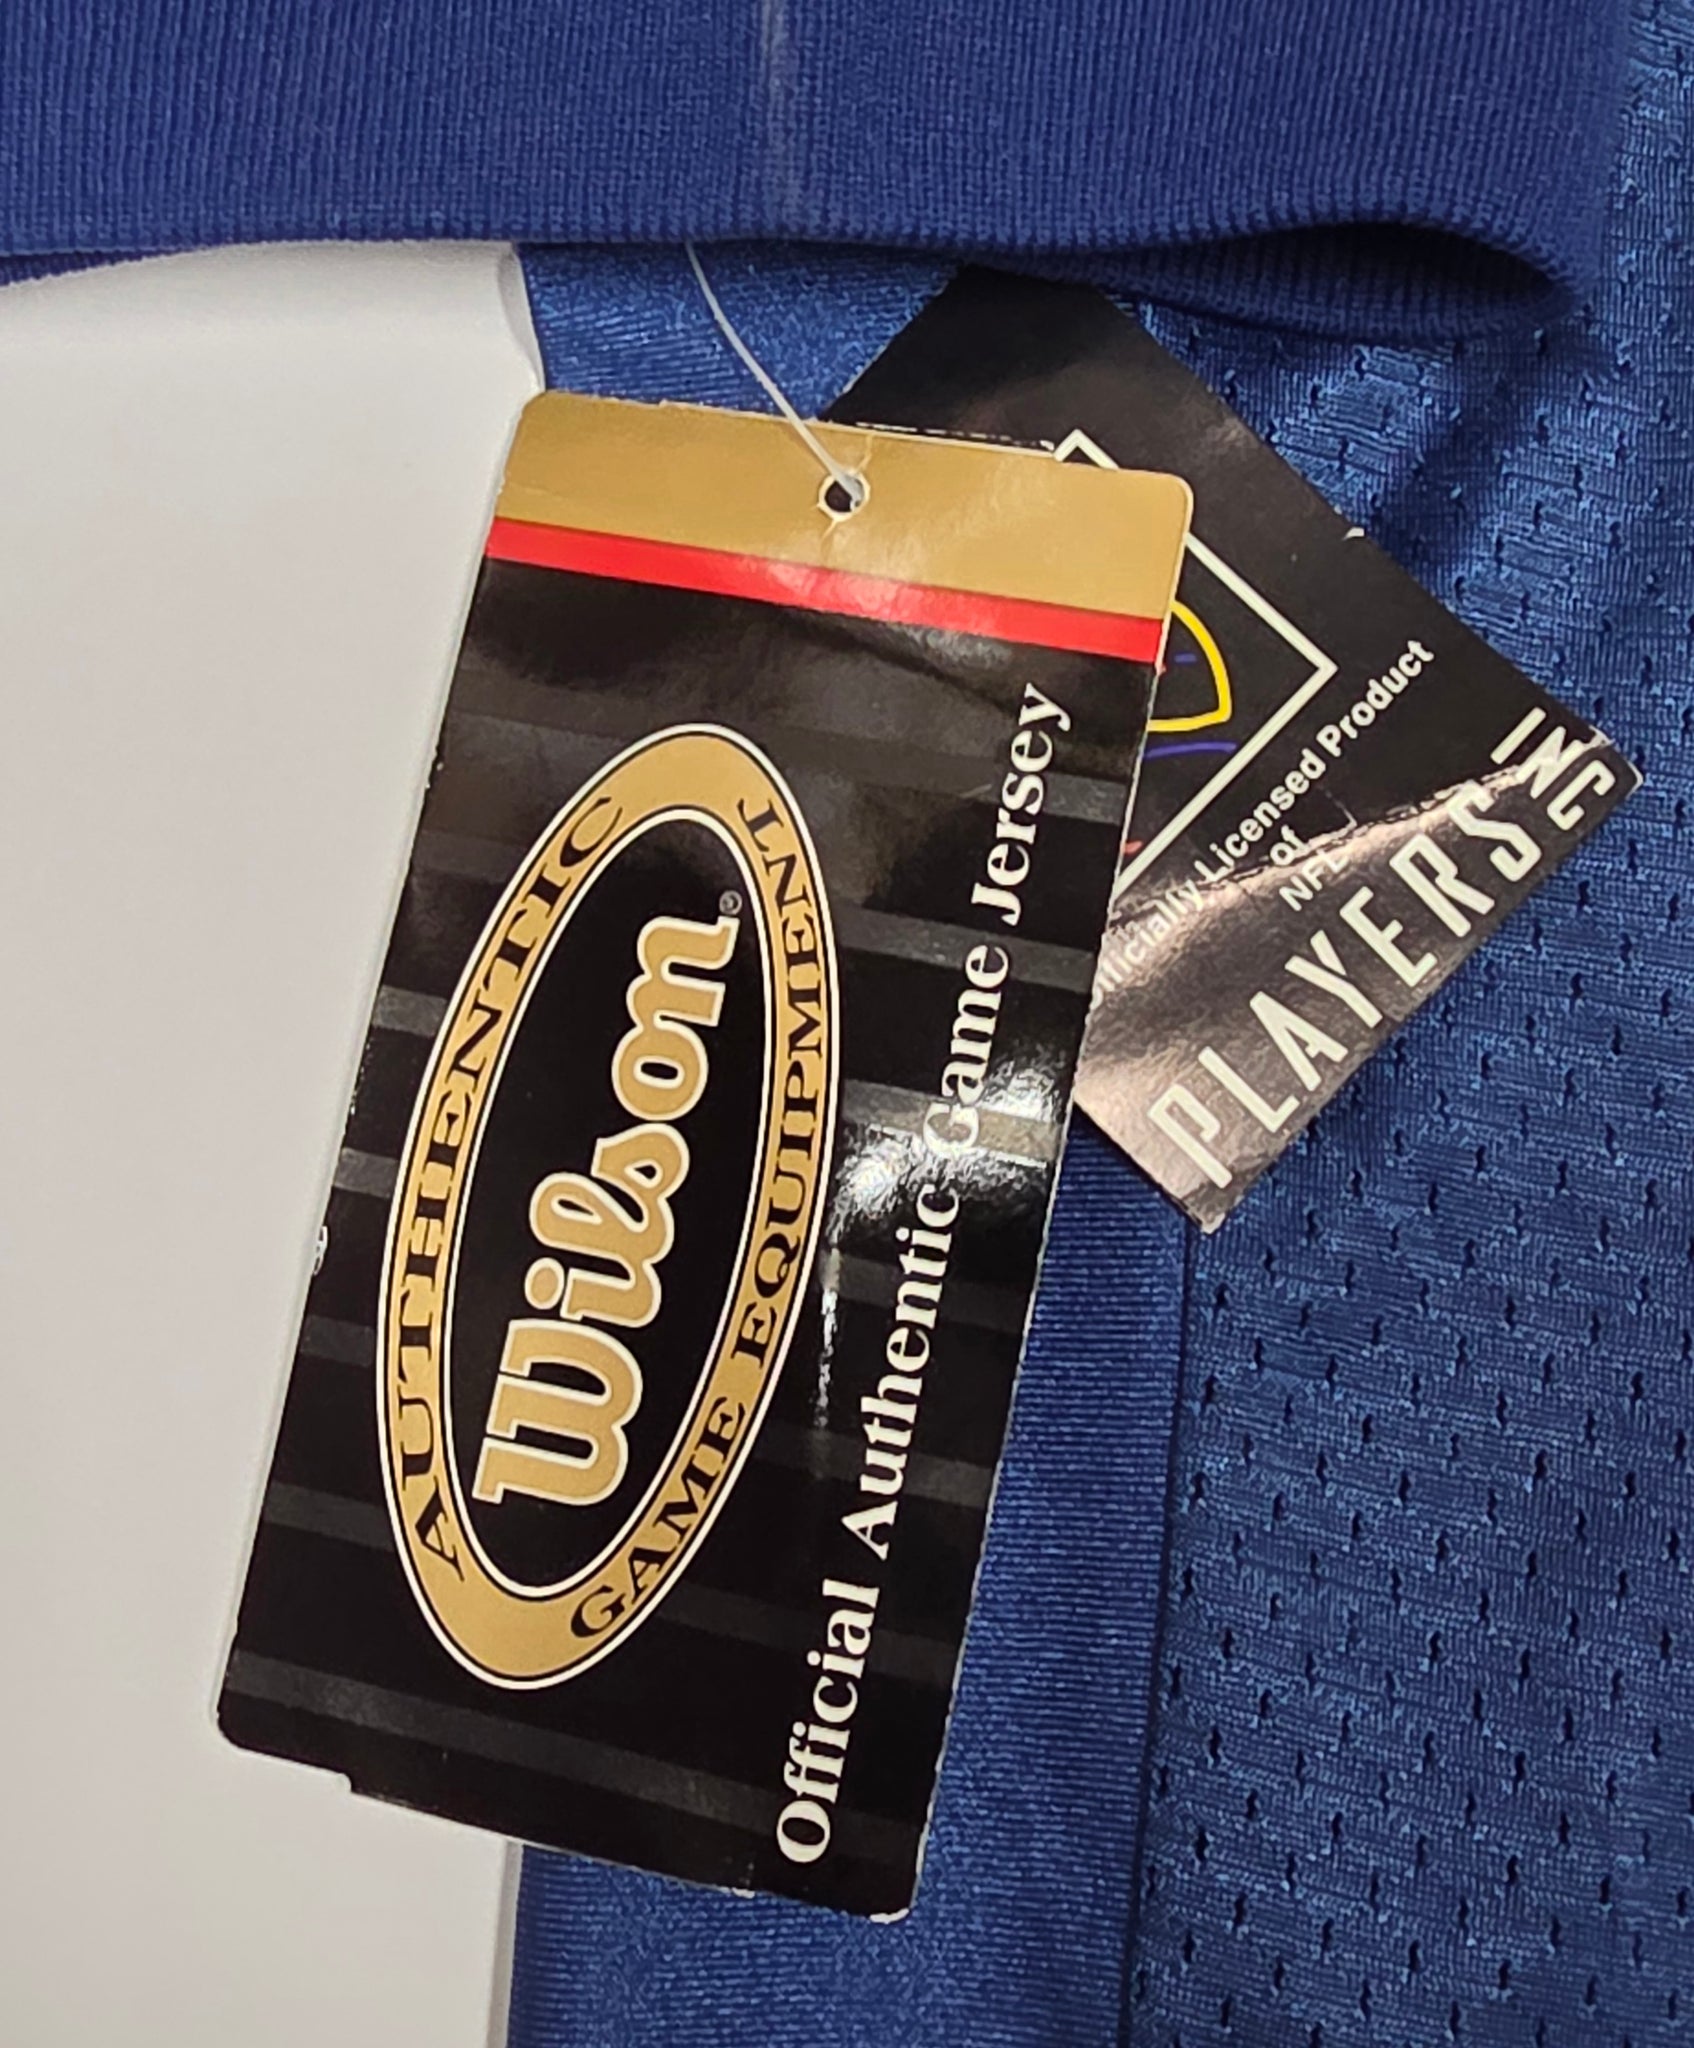 AUTHENTIC
Wilson®
GAME EQUIPMENT
Official Authentic Game Jersey
Officially Licensed Product
of
NFL
PLAYERS
INC